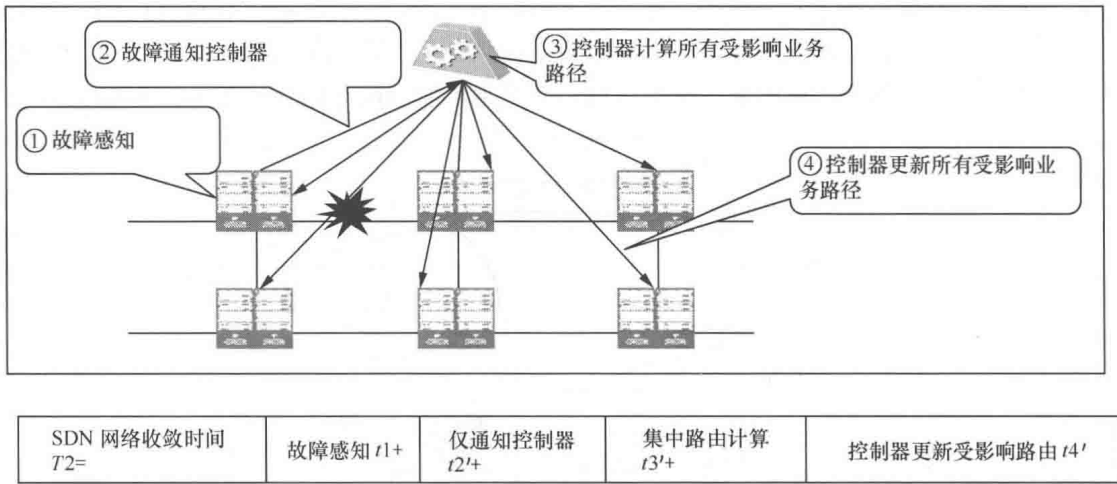 ② 故障通知控制器
③ 控制器计算所有受影响业务
路径
① 故障感知
④ 控制器更新所有受影响业
务路径
SDN 网络收敛时间
T2=
故障感知 t1+
仅通知控制器
t2'+
集中路由计算
t3'+
控制器更新受影响路由 t4'